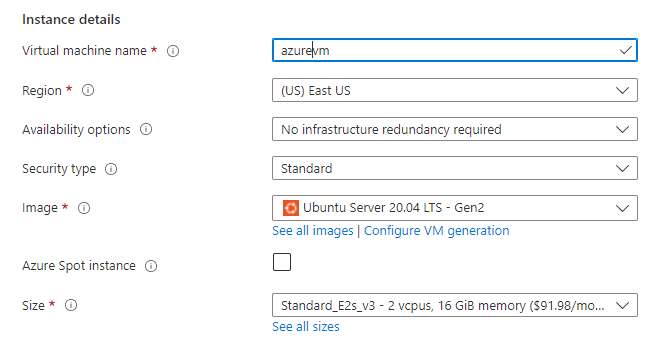 Instance details
Virtual machine name * azurevm
Region * (US) East US
Availability options No infrastructure redundancy required
Security type Standard
Image * Ubuntu Server 20.04 LTS - Gen2
See all images | Configure VM generation
Azure Spot instance
Size * Standard_E2s_v3 - 2 vcpus, 16 GiB memory ($91.98/mo...
See all sizes